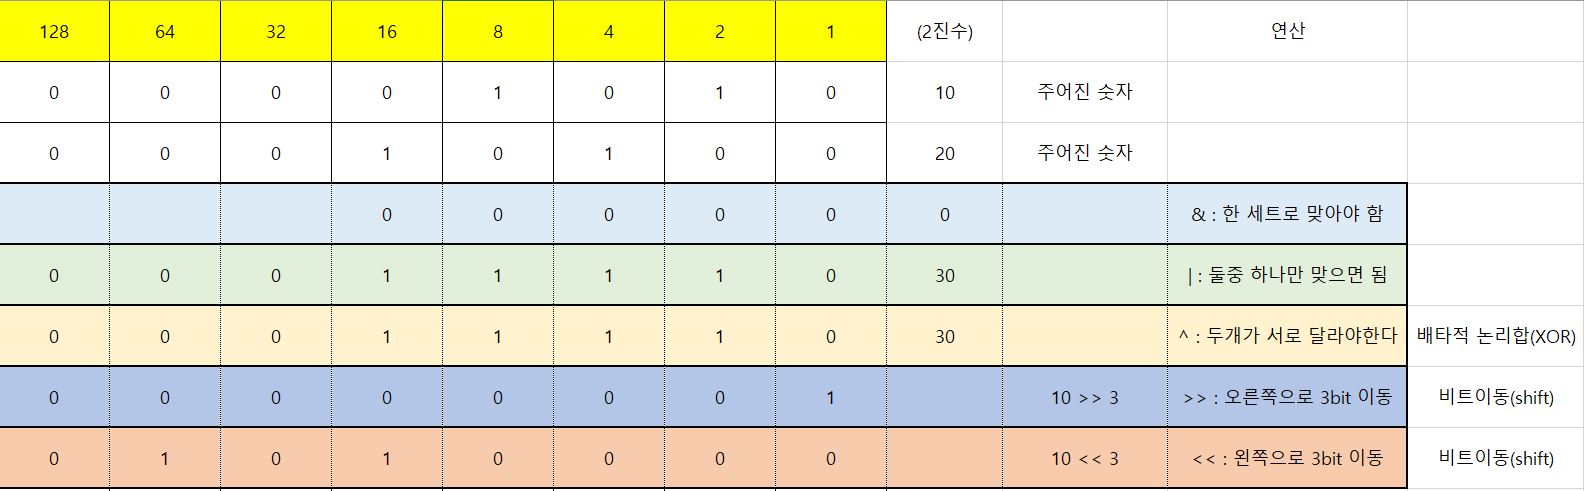 128 64 32 16 8 4 2 1 (2진수) 연산
0 0 0 0 1 0 1 0 10 주어진 숫자
0 0 0 1 0 1 0 0 20 주어진 숫자
0 0 0 0 0 0 & : 한 세트로 맞아야 함
0 0 0 1 1 1 1 0 30 | : 둘중 하나만 맞으면 됨
0 0 0 1 1 1 1 0 30 ^ : 두개가 서로 달라야한다 배타적 논리합(XOR)
0 0 0 0 0 0 0 1 10 >> 3 >> : 오른쪽으로 3bit 이동 비트이동(shift)
0 1 0 1 0 0 0 0 10 << 3 << : 왼쪽으로 3bit 이동 비트이동(shift)